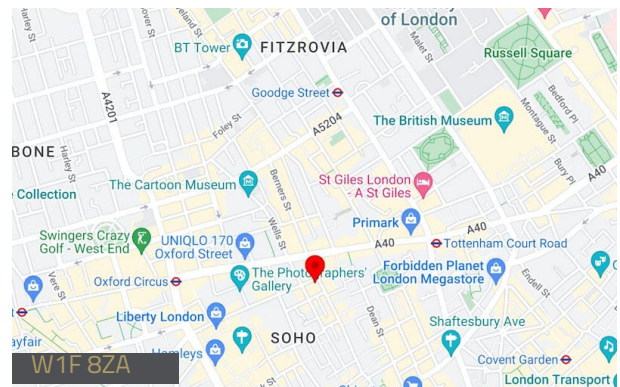 of London
BT Tower
FITZROVIA
Russell Square
Harley St
Malet St
Goodge Street
A4201
Foley St
A5204
The British Museum
Bedford Pl
Montague St
BONE
Harley St
Bury Pl
A40
The Cartoon Museum
Berners St
St Giles London
- A St Giles
e Collection
Wells St
Primark
A40
Swingers Crazy
Golf - West End
UNIQLO 170
Oxford Street
A40
Tottenham Court Road
Oxford Circus
The Photographers'
Gallery
Forbidden Planet
London Megastore
Vere St
Endell St
Liberty London
Dean St
Shaftesbury Ave
SOHO
ayfair
Hamleys
W1F 8ZA
Covent Garden
London Transport